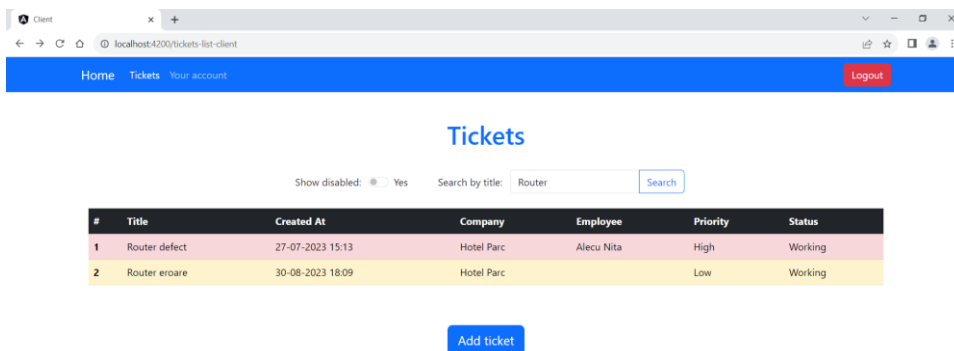 Client
localhost:4200/tickets-list-client
Home Tickets Your account Logout
Tickets
Show disabled: Yes Search by title: Router Search
# Title Created At Company Employee Priority Status
1 Router defect 27-07-2023 15:13 Hotel Parc Alecu Nita High Working
2 Router eroare 30-08-2023 18:09 Hotel Parc Low Working
Add ticket